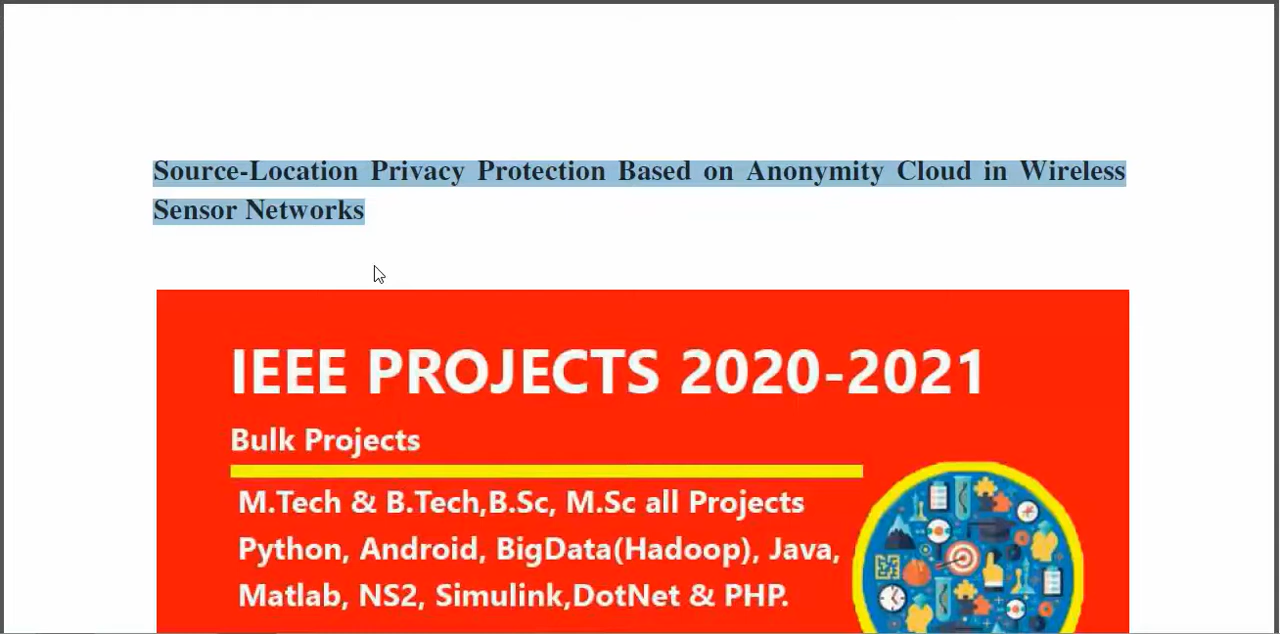 Source-Location Privacy Protection Based on Anonymity Cloud in Wireless
Sensor Networks
IEEE PROJECTS 2020-2021
Bulk Projects
M.Tech & B.Tech,B.Sc, M.Sc all Projects
Python, Android, BigData(Hadoop), Java,
Matlab, NS2, Simulink,DotNet & PHP.